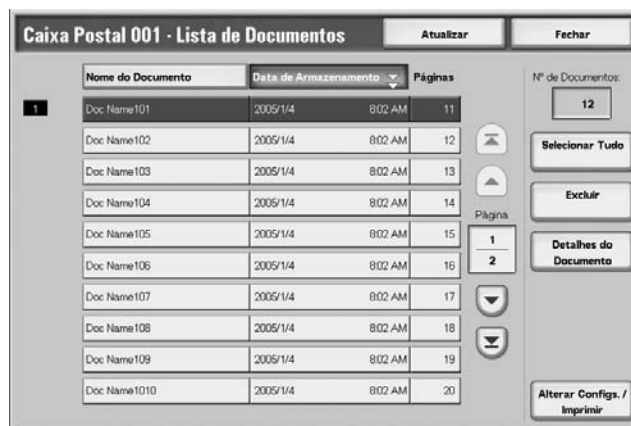 Caixa Postal 001 - Lista de Documentos
Atualizar
Fechar
Nome do Documento
Data de Armazenamento
Páginas
Nº de Documentos:
12
1
Doc Name101 2005/1/4 8:02 AM 11
Doc Name102 2005/1/4 8:02 AM 12
Selecionar Tudo
Doc Name103 2005/1/4 8:02 AM 13
Doc Name104 2005/1/4 8:02 AM 14
Excluir
Página
Doc Name105 2005/1/4 8:02 AM 15
1
2
Detalhes do
Documento
Doc Name106 2005/1/4 8:02 AM 16
Doc Name107 2005/1/4 8:02 AM 17
Doc Name108 2005/1/4 8:02 AM 18
Doc Name109 2005/1/4 8:02 AM 19
Doc Name1010 2005/1/4 8:02 AM 20
Alterar Configs. /
Imprimir